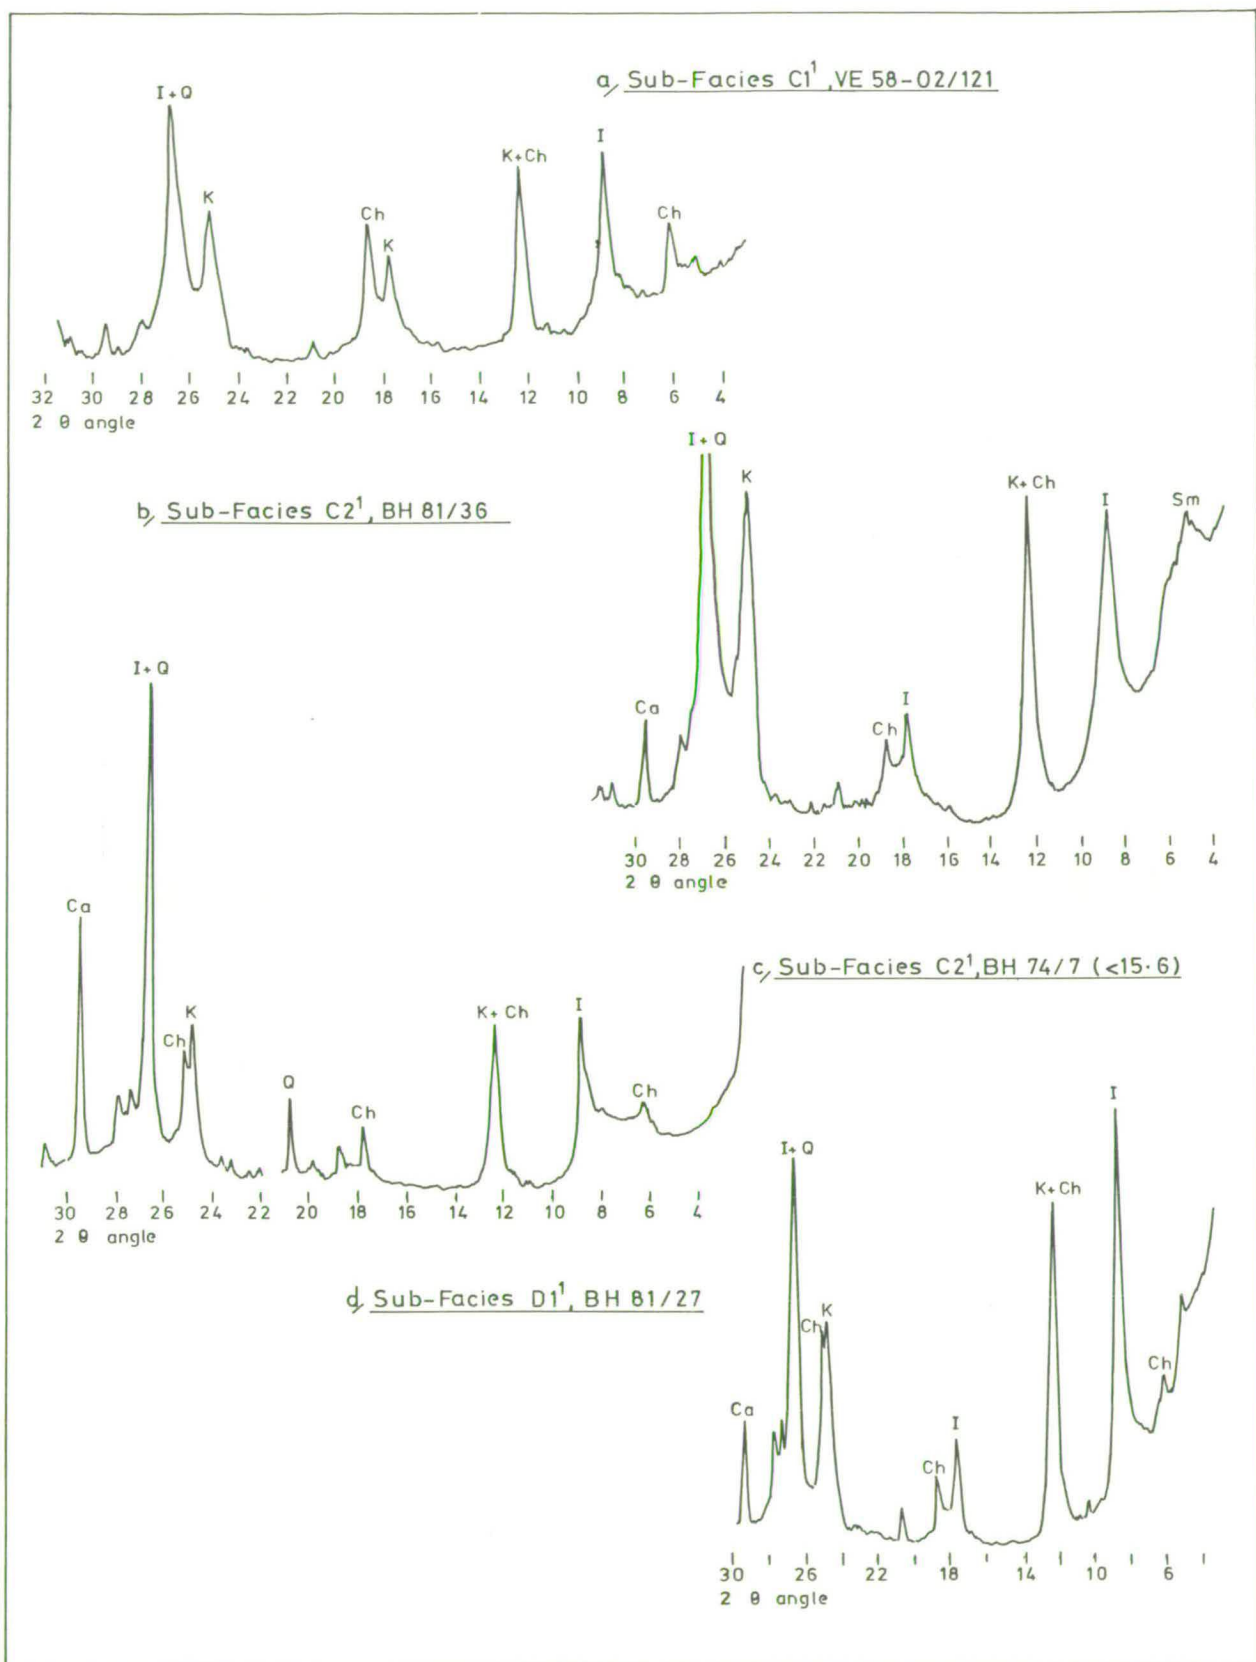 a, Sub-Facies C1¹, VE 58-02/121
I+Q
K
Ch
K
K+Ch
I
Ch
32 30 28 26 24 22 20 18 16 14 12 10 8 6 4
2 θ angle
b, Sub-Facies C2¹, BH 81/36
I+Q
K
K+Ch
I
Sm
Ca
Ch
I
30 28 26 24 22 20 18 16 14 12 10 8 6 4
2 θ angle
I+Q
Ca
Ch
K
Q
Ch
K+Ch
I
Ch
30 28 26 24 22 20 18 16 14 12 10 8 6 4
2 θ angle
c, Sub-Facies C2¹, BH 74/7 (<15·6)
d, Sub-Facies D1¹, BH 81/27
I+Q
Ch
K
Ca
Ch
I
K+Ch
I
Ch
30 26 22 18 14 10 6
2 θ angle